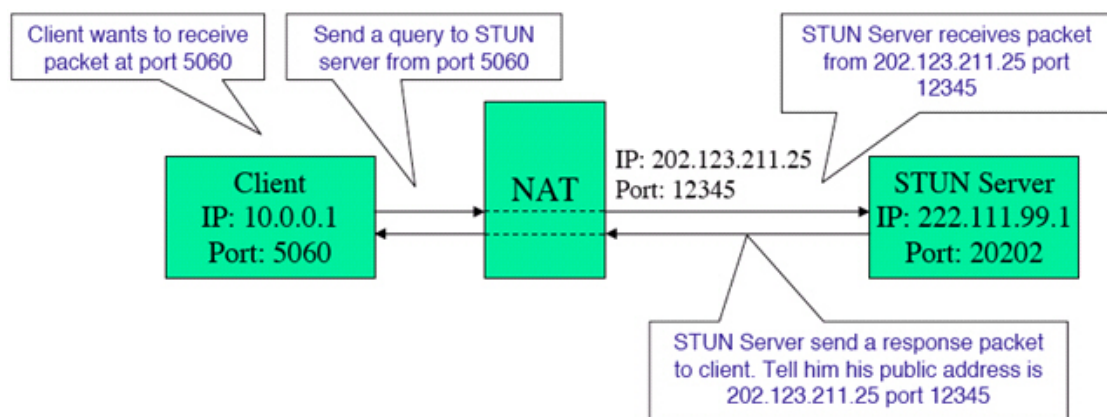 Client wants to receive
packet at port 5060
Send a query to STUN
server from port 5060
STUN Server receives packet
from 202.123.211.25 port
12345
Client
IP: 10.0.0.1
Port: 5060
NAT
IP: 202.123.211.25
Port: 12345
STUN Server
IP: 222.111.99.1
Port: 20202
STUN Server send a response packet
to client. Tell him his public address is
202.123.211.25 port 12345